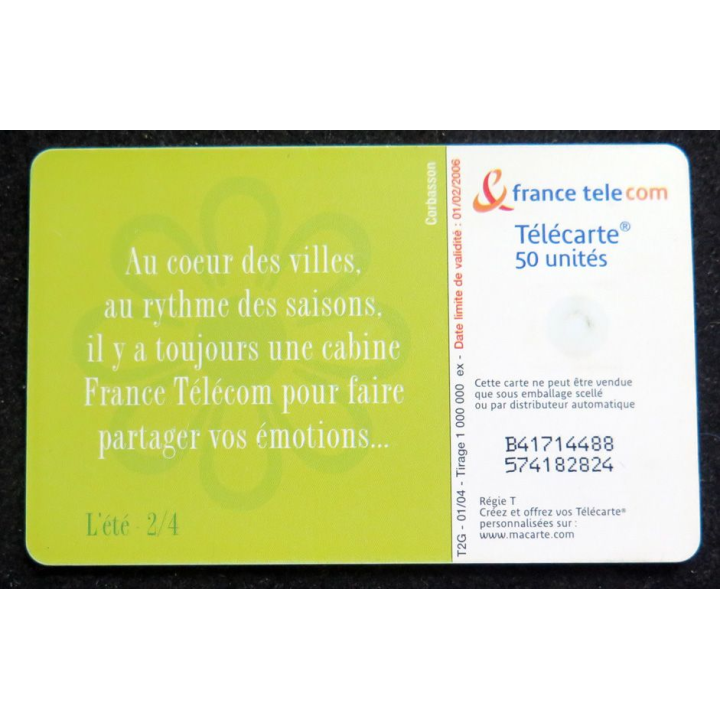 Au coeur des villes,
au rythme des saisons,
il y a toujours une cabine
France Télécom pour faire
partager vos émotions...
L'été - 2/4
Corbasson
T2G - 01/04 - Tirage 1 000 000 ex - Date limite de validité : 01/02/2006
france telecom
Télécarte®
50 unités
Cette carte ne peut être vendue
que sous emballage scellé
ou par distributeur automatique
B41714488
574182824
Régie T
Créez et offrez vos Télécarte®
personnalisées sur :
www.macarte.com